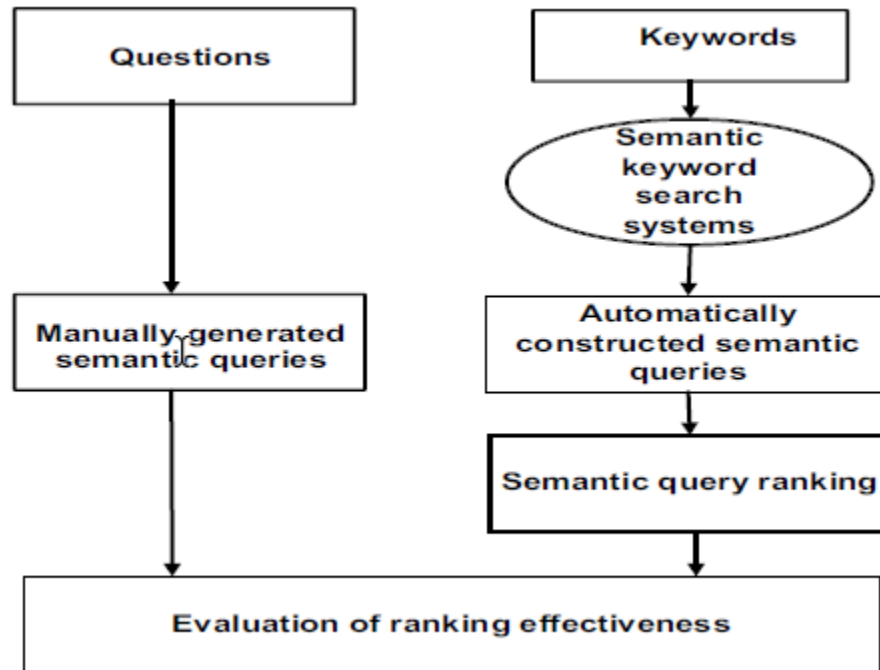 Questions
Keywords
Semantic
keyword
search
systems
Manually generated
semantic queries
Automatically
constructed semantic
queries
Semantic query ranking
Evaluation of ranking effectiveness